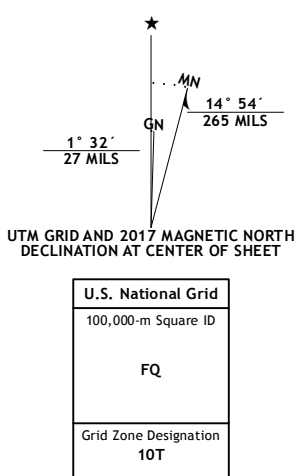 ★
MN
GN
1° 32´
27 MILS
14° 54´
265 MILS
UTM GRID AND 2017 MAGNETIC NORTH
DECLINATION AT CENTER OF SHEET
U.S. National Grid
100,000-m Square ID
FQ
Grid Zone Designation
10T